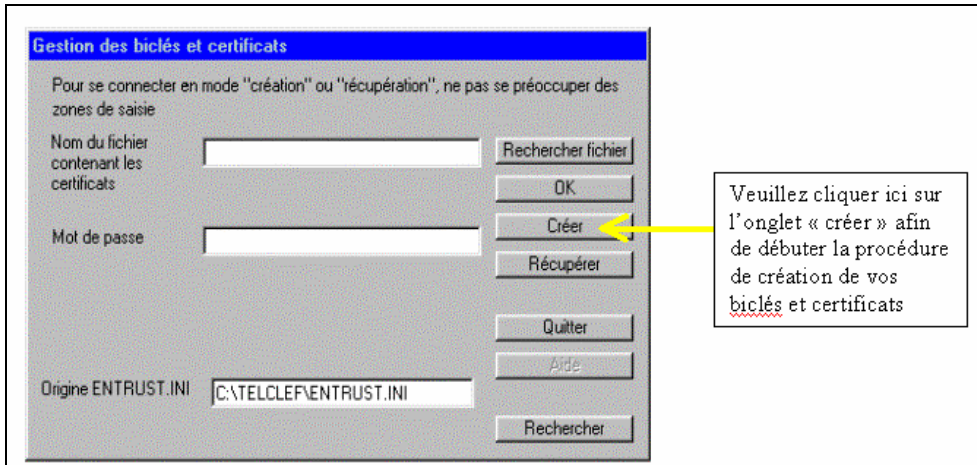 Gestion des biclés et certificats
Pour se connecter en mode "création" ou "récupération", ne pas se préoccuper des
zones de saisie
Nom du fichier
contenant les
certificats
Rechercher fichier
OK
Créer
Mot de passe
Récupérer
Quitter
Aide
Origine ENTRUST.INI
C:\TELCLEF\ENTRUST.INI
Rechercher
Veuillez cliquer ici sur
l'onglet « créer » afin
de débuter la procédure
de création de vos
biclés et certificats